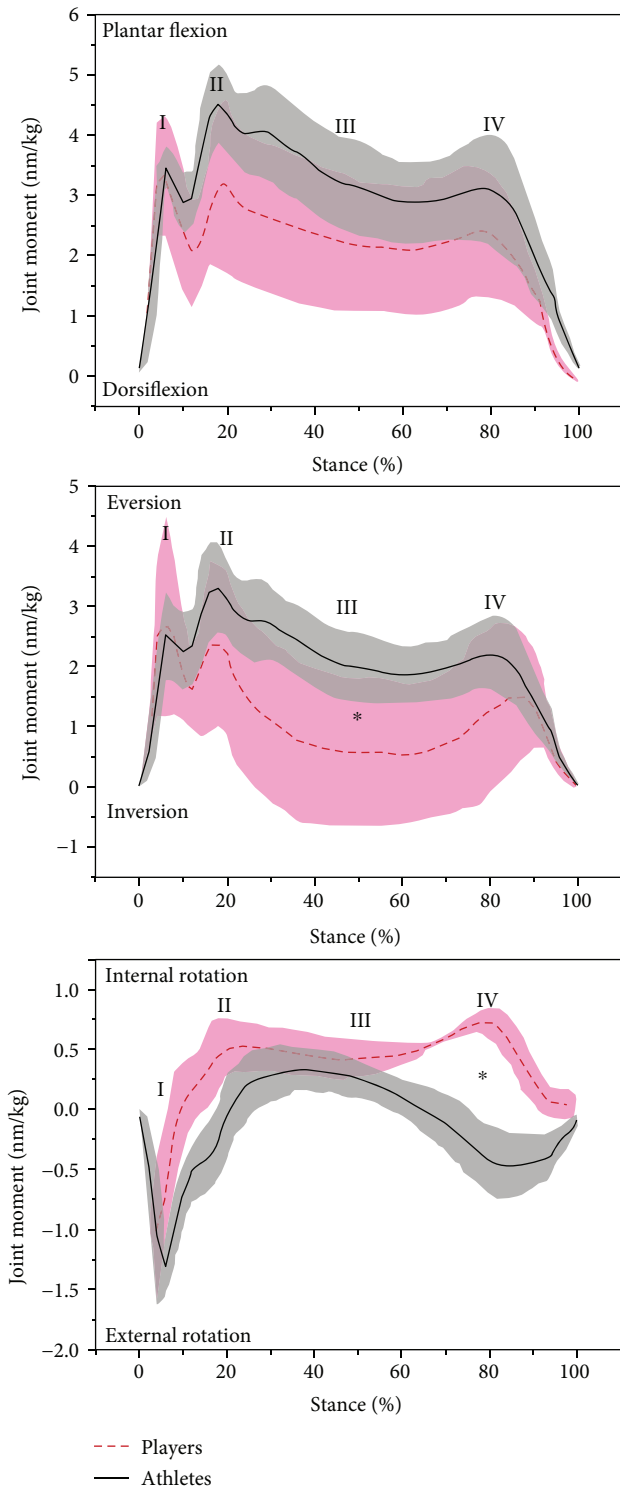 6
Plantar flexion
II
5
I
III
IV
4
3
2
1
0
Dorsiflexion
Joint moment (nm/kg)
0 20 40 60 80 100
Stance (%)
5
Eversion
I
II
4
III
IV
3
2
*
1
0
Inversion
−1
Joint moment (nm/kg)
0 20 40 60 80 100
Stance (%)
Internal rotation
1.0
II
III
IV
0.5
I
*
0.0
−0.5
−1.0
−1.5
External rotation
−2.0
Joint moment (nm/kg)
0 20 40 60 80 100
Stance (%)
Players
Athletes